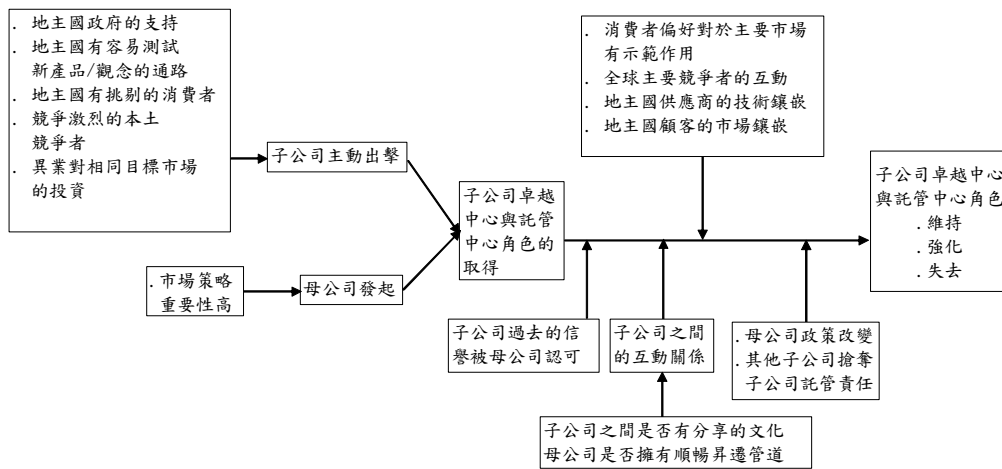 . 地主國政府的支持
. 地主國有容易測試
新產品/觀念的通路
. 地主國有挑剔的消費者
. 競爭激烈的本土
競爭者
. 異業對相同目標市場
的投資
子公司主動出擊
. 市場策略
重要性高
母公司發起
子公司卓越
中心與託管
中心角色的
取得
. 消費者偏好對於主要市場
有示範作用
. 全球主要競爭者的互動
. 地主國供應商的技術鑲嵌
. 地主國顧客的市場鑲嵌
子公司過去的信
譽被母公司認可
子公司之間
的互動關係
. 母公司政策改變
. 其他子公司搶奪
子公司託管責任
子公司之間是否有分享的文化
母公司是否擁有順暢昇遷管道
子公司卓越中心
與託管中心角色
. 維持
. 強化
. 失去